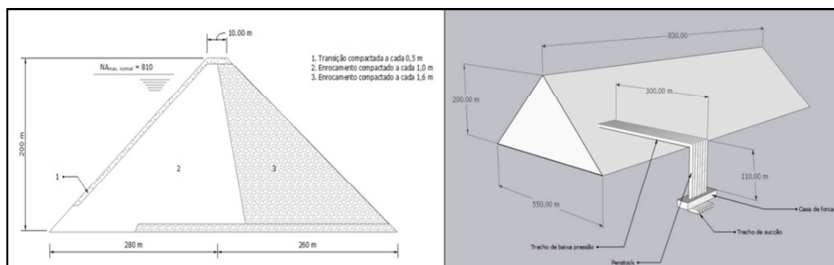 10.00 m
NAmáx. normal = 810
1. Transição compactada a cada 0,5 m
2. Enrocamento compactado a cada 1,0 m
3. Enrocamento compactado a cada 1,6 m
200 m
1
2
3
280 m
260 m
830,00 m
200,00 m
300,00 m
110,00 m
550,00 m
Casa de forca
Trecho de sucção
Trecho de baixa pressão
Penstock